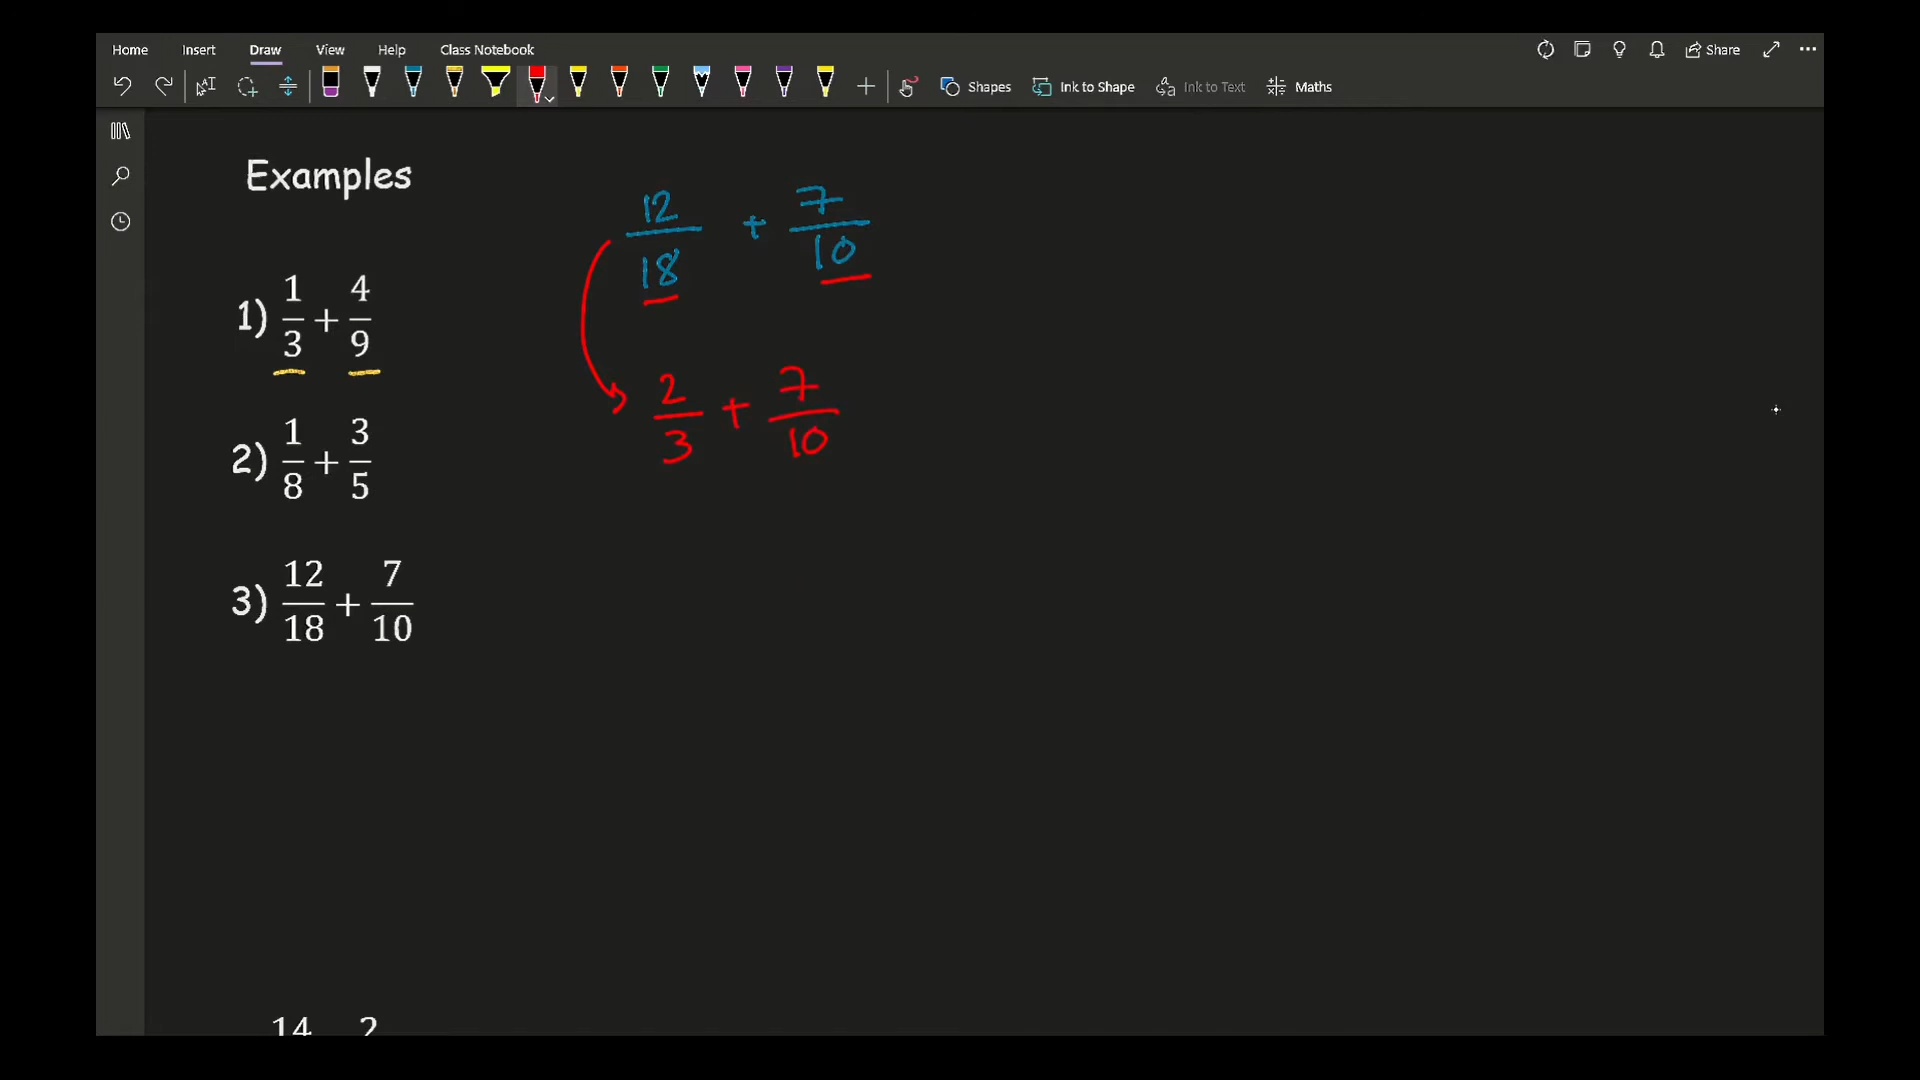 Home Insert Draw View Help Class Notebook Share
Shapes Ink to Shape Ink to Text Maths
Examples
1) 1/3 + 4/9
2) 1/8 + 3/5
3) 12/18 + 7/10
12/18 + 7/10
2/3 + 7/10
14 2